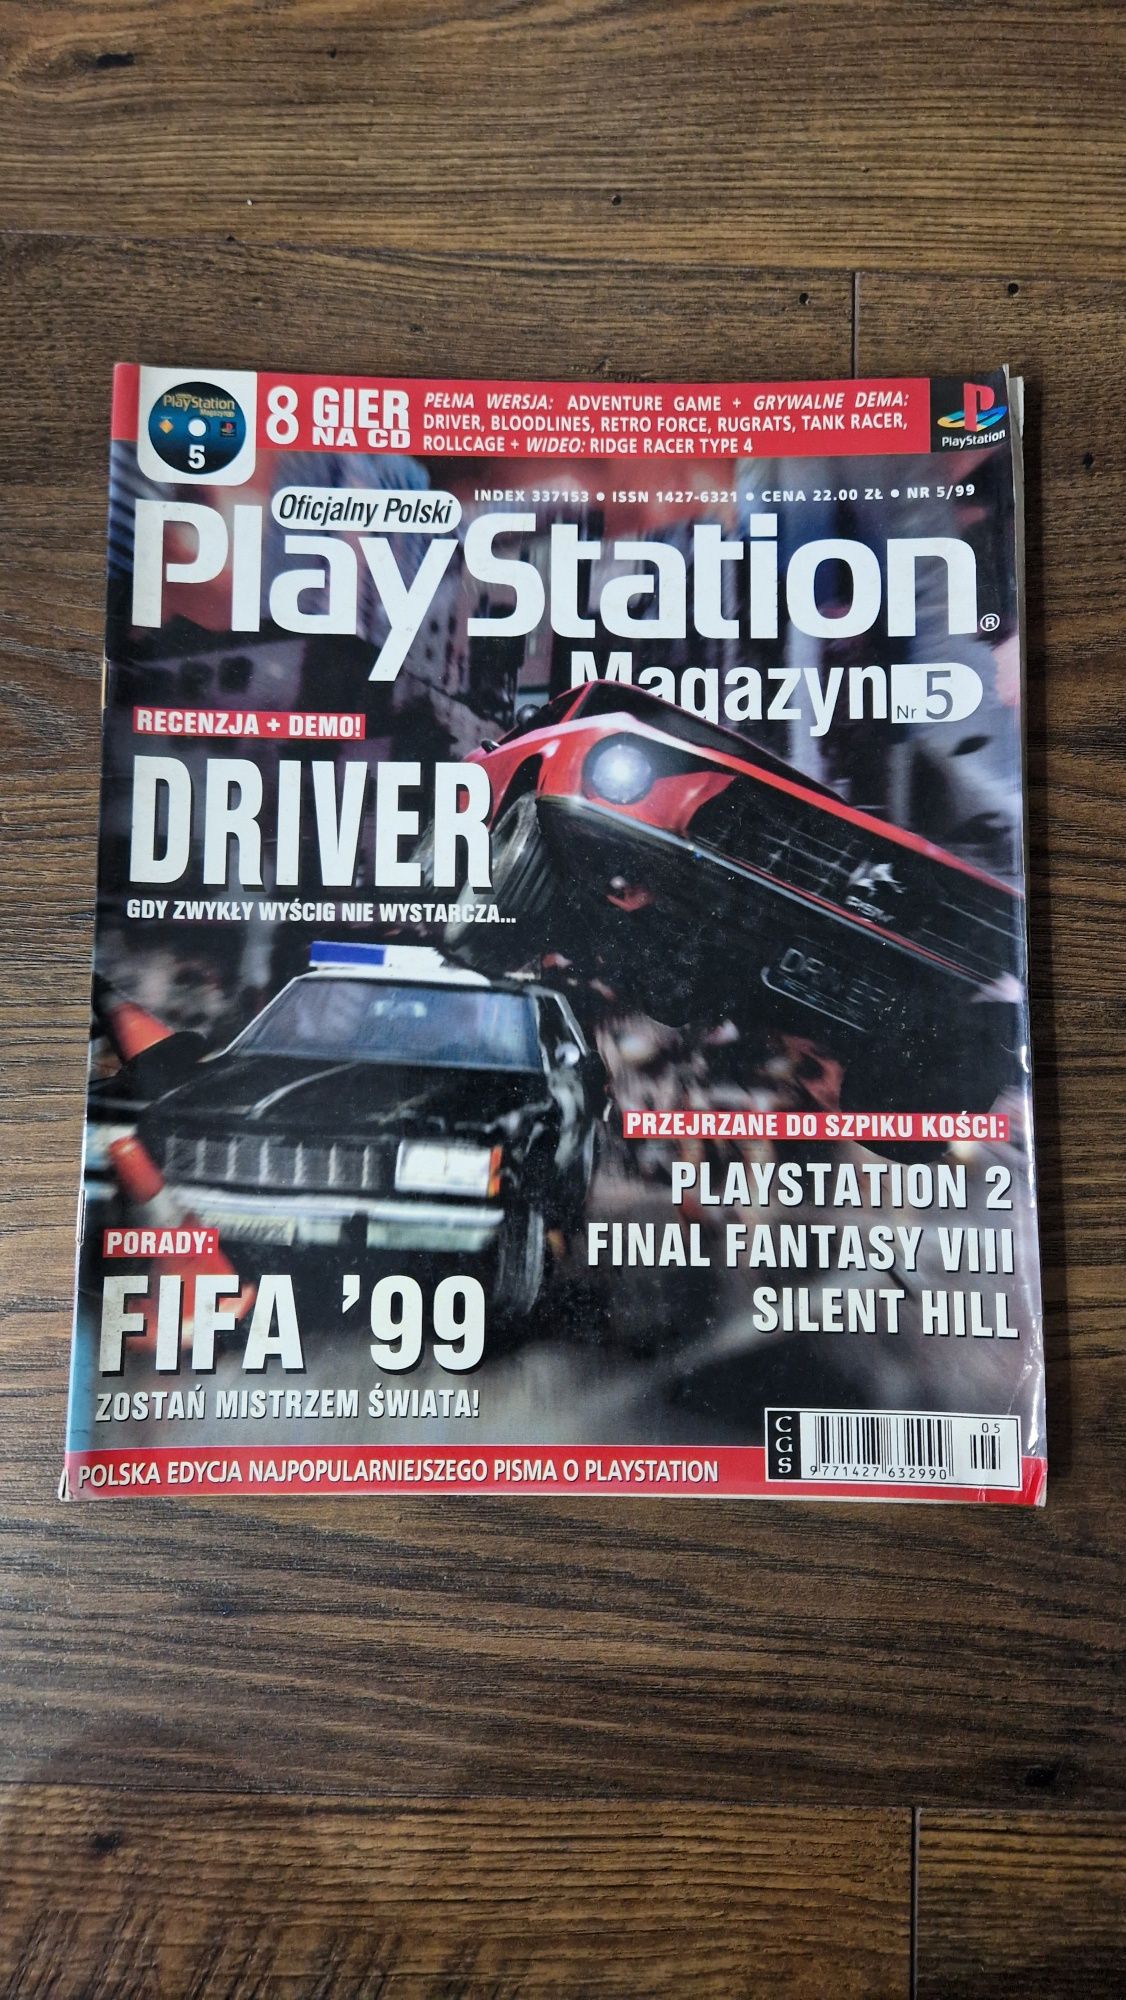 PlayStation
Magazyn
5
8 GIER NA CD
PEŁNA WERSJA: ADVENTURE GAME + GRYWALNE DEMA:
DRIVER, BLOODLINES, RETRO FORCE, RUGRATS, TANK RACER,
ROLLCAGE + WIDEO: RIDGE RACER TYPE 4
PlayStation
INDEX 337153 • ISSN 1427-6321 • CENA 22.00 ZŁ • NR 5/99
Oficjalny Polski
PlayStation®
Magazyn Nr 5
RECENZJA + DEMO!
DRIVER
GDY ZWYKŁY WYŚCIG NIE WYSTARCZA...
PRZEJRZANE DO SZPIKU KOŚCI:
PLAYSTATION 2
FINAL FANTASY VIII
SILENT HILL
PORADY:
FIFA '99
ZOSTAŃ MISTRZEM ŚWIATA!
POLSKA EDYCJA NAJPOPULARNIEJSZEGO PISMA O PLAYSTATION
CGS
05
9 771427 632990